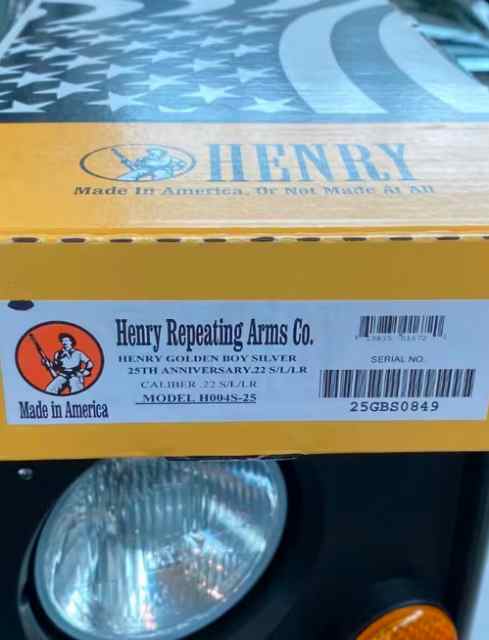 HENRY
Made In America, Or Not Made At All
Henry Repeating Arms Co.
HENRY GOLDEN BOY SILVER
25TH ANNIVERSARY.22 S/L/LR
CALIBER .22 S/L/LR
MODEL H004S-25
Made in America
SERIAL NO.
25GBS0849